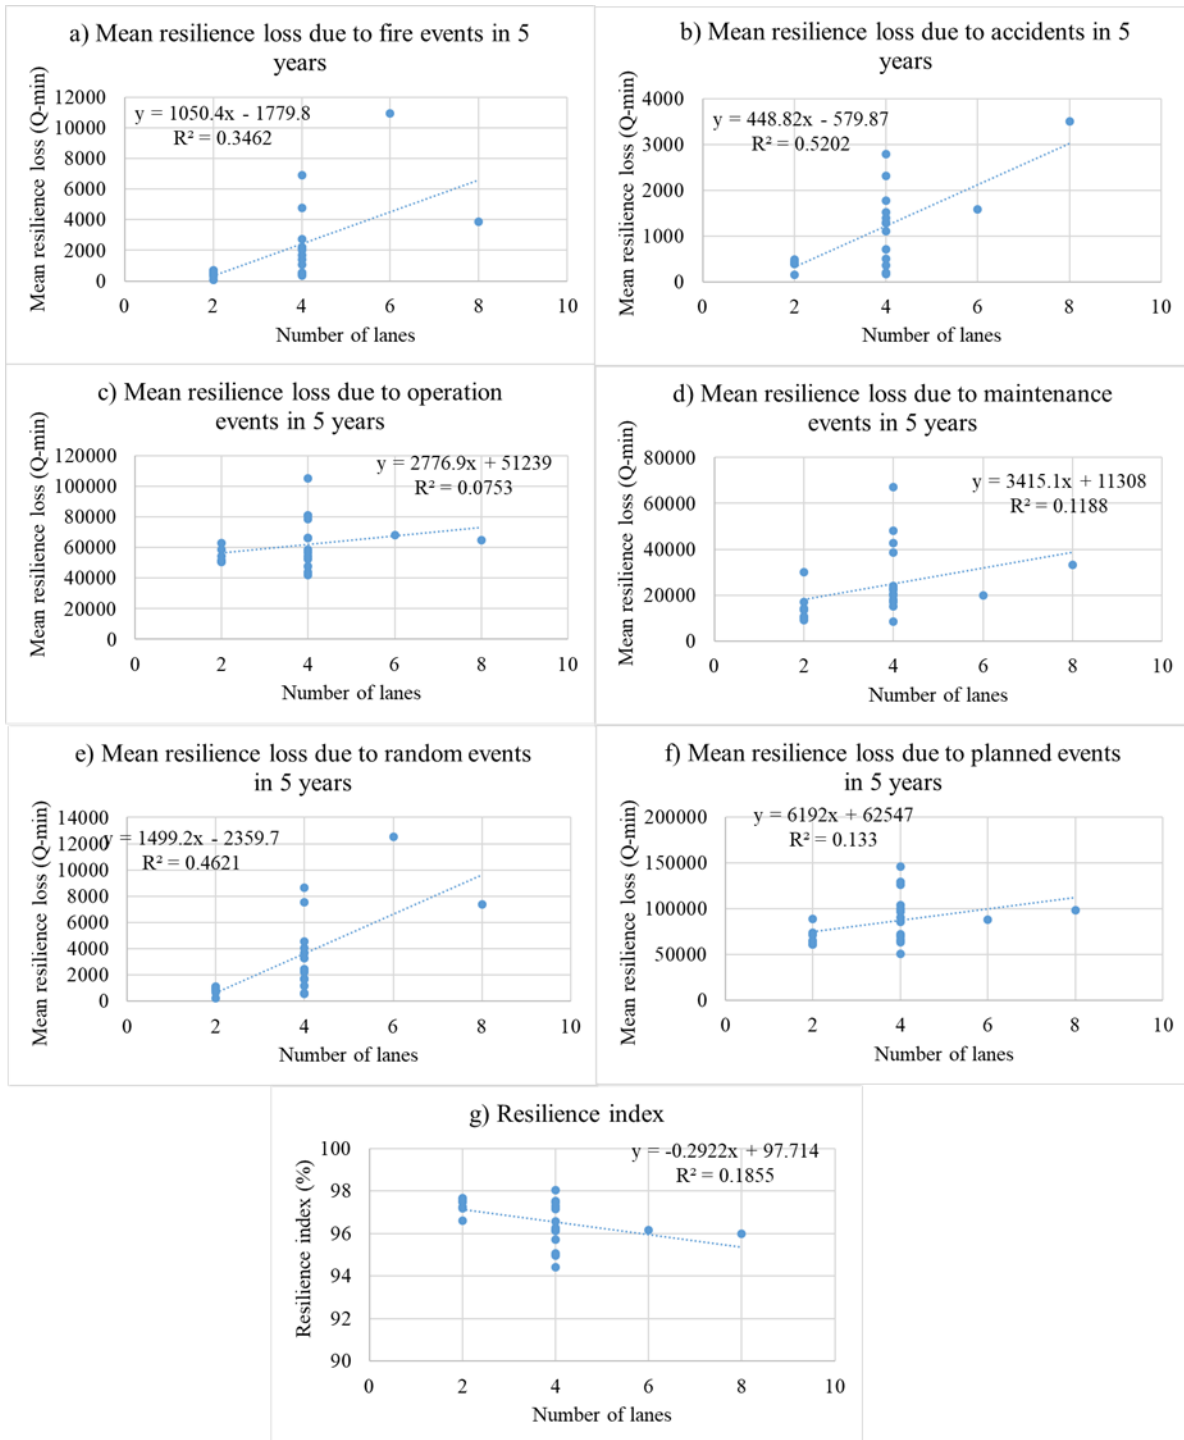 a) Mean resilience loss due to fire events in 5
years
Mean resilience loss (Q-min)
12000
10000
8000
6000
4000
2000
0
y = 1050.4x - 1779.8
R² = 0.3462
0 2 4 6 8 10
Number of lanes
b) Mean resilience loss due to accidents in 5
years
Mean resilience loss (Q-min)
4000
3000
2000
1000
0
y = 448.82x - 579.87
R² = 0.5202
0 2 4 6 8 10
Number of lanes
c) Mean resilience loss due to operation
events in 5 years
Mean resilience loss (Q-min)
120000
100000
80000
60000
40000
20000
0
y = 2776.9x + 51239
R² = 0.0753
0 2 4 6 8 10
Number of lanes
d) Mean resilience loss due to maintenance
events in 5 years
Mean resilience loss (Q-min)
80000
60000
40000
20000
0
y = 3415.1x + 11308
R² = 0.1188
0 2 4 6 8 10
Number of lanes
e) Mean resilience loss due to random events
in 5 years
Mean resilience loss (Q-min)
14000
12000
10000
8000
6000
4000
2000
0
y = 1499.2x - 2359.7
R² = 0.4621
0 2 4 6 8 10
Number of lanes
f) Mean resilience loss due to planned events
in 5 years
Mean resilience loss (Q-min)
200000
150000
100000
50000
0
y = 6192x + 62547
R² = 0.133
0 2 4 6 8 10
Number of lanes
g) Resilience index
Resilience index (%)
100
98
96
94
92
90
y = -0.2922x + 97.714
R² = 0.1855
0 2 4 6 8 10
Number of lanes